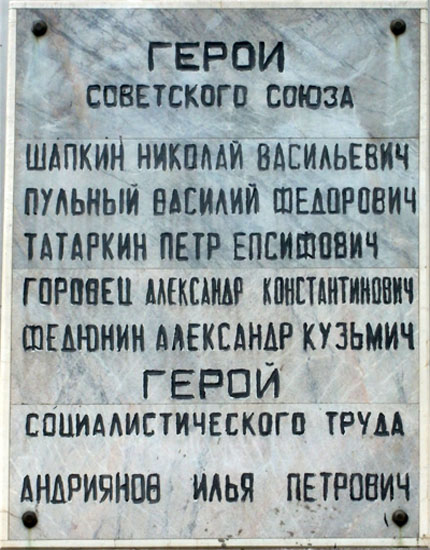 ГЕРОИ
СОВЕТСКОГО СОЮЗА
ШАПКИН НИКОЛАЙ ВАСИЛЬЕВИЧ
ПУЛЬНЫЙ ВАСИЛИЙ ФЕДОРОВИЧ
ТАТАРКИН ПЕТР ЕПСИФОВИЧ
ГОРОВЕЦ АЛЕКСАНДР КОНСТАНТИНОВИЧ
ФЕДЮНИН АЛЕКСАНДР КУЗЬМИЧ
ГЕРОЙ
СОЦИАЛИСТИЧЕСКОГО ТРУДА
АНДРИЯНОВ ИЛЬЯ ПЕТРОВИЧ